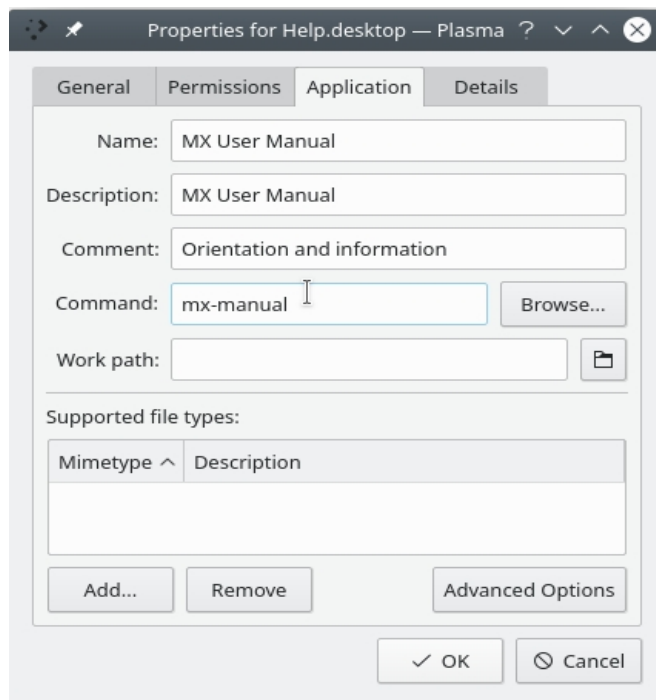 Properties for Help.desktop — Plasma ?
General Permissions Application Details
Name: MX User Manual
Description: MX User Manual
Comment: Orientation and information
Command: mx-manual Browse...
Work path:
Supported file types:
Mimetype Description
Add... Remove Advanced Options
OK Cancel